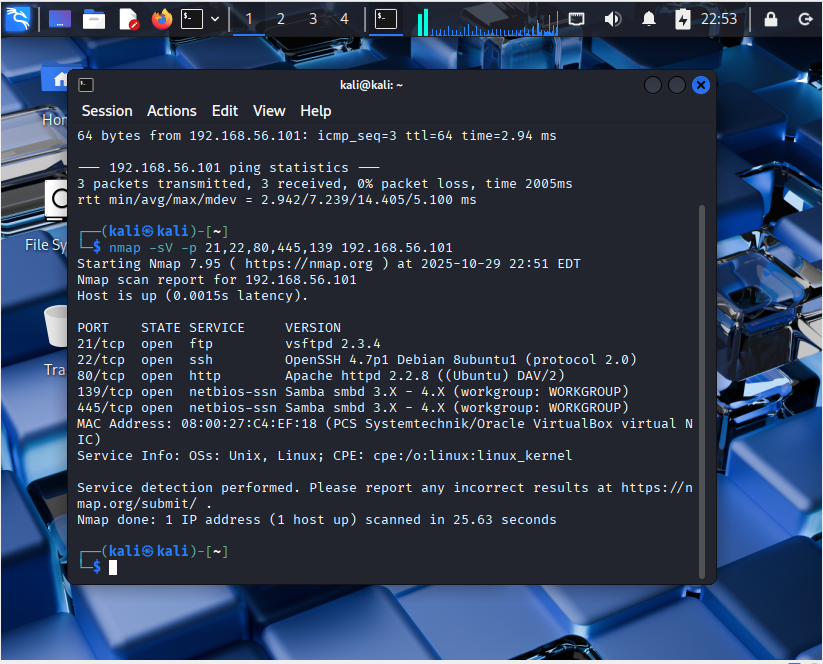 1 2 3 4 22:53
kali@kali: ~
Session Actions Edit View Help
64 bytes from 192.168.56.101: icmp_seq=3 ttl=64 time=2.94 ms
--- 192.168.56.101 ping statistics ---
3 packets transmitted, 3 received, 0% packet loss, time 2005ms
rtt min/avg/max/mdev = 2.942/7.239/14.405/5.100 ms
┌──(kali㉿kali)-[~]
└─$ nmap -sV -p 21,22,80,445,139 192.168.56.101
Starting Nmap 7.95 ( https://nmap.org ) at 2025-10-29 22:51 EDT
Nmap scan report for 192.168.56.101
Host is up (0.0015s latency).
PORT    STATE SERVICE     VERSION
21/tcp  open  ftp         vsftpd 2.3.4
22/tcp  open  ssh         OpenSSH 4.7p1 Debian 8ubuntu1 (protocol 2.0)
80/tcp  open  http        Apache httpd 2.2.8 ((Ubuntu) DAV/2)
139/tcp open  netbios-ssn Samba smbd 3.X - 4.X (workgroup: WORKGROUP)
445/tcp open  netbios-ssn Samba smbd 3.X - 4.X (workgroup: WORKGROUP)
MAC Address: 08:00:27:C4:EF:18 (PCS Systemtechnik/Oracle VirtualBox virtual N
IC)
Service Info: OSs: Unix, Linux; CPE: cpe:/o:linux:linux_kernel
Service detection performed. Please report any incorrect results at https://n
map.org/submit/ .
Nmap done: 1 IP address (1 host up) scanned in 25.63 seconds
┌──(kali㉿kali)-[~]
└─$
Hom
File Sy
Tra